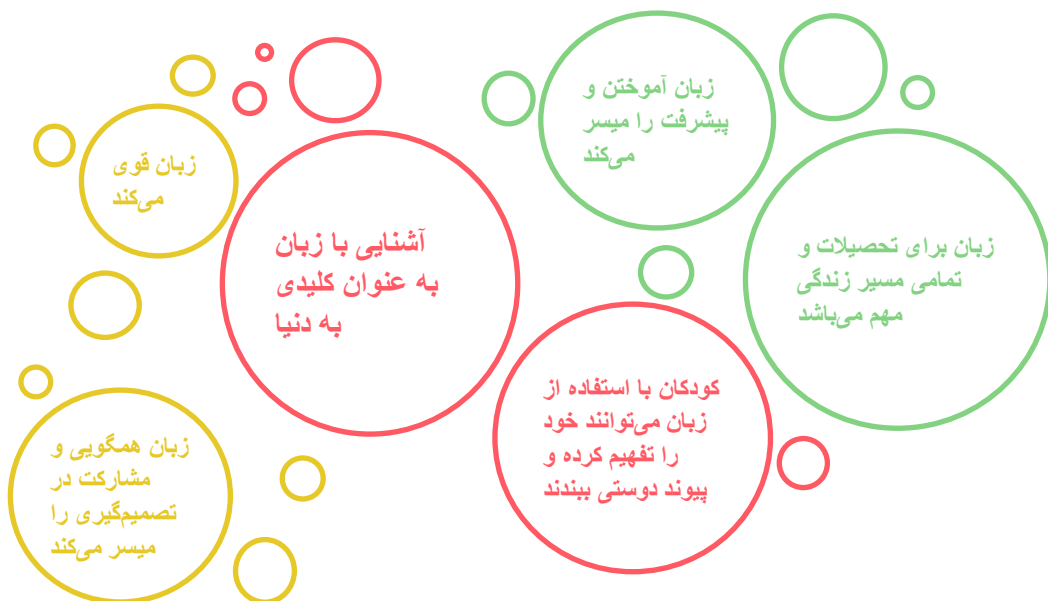 زبان آموختن و
پیشرفت را میسر
می‌کند
زبان برای تحصیلات و
تمامی مسیر زندگی
مهم می‌باشد
آشنایی با زبان
به عنوان کلیدی
به دنیا
کودکان با استفاده از
زبان می‌توانند خود
را تفهیم کرده و
پیوند دوستی ببندند
زبان قوی
می‌کند
زبان همگویی و
مشارکت در
تصمیم‌گیری را
میسر می‌کند